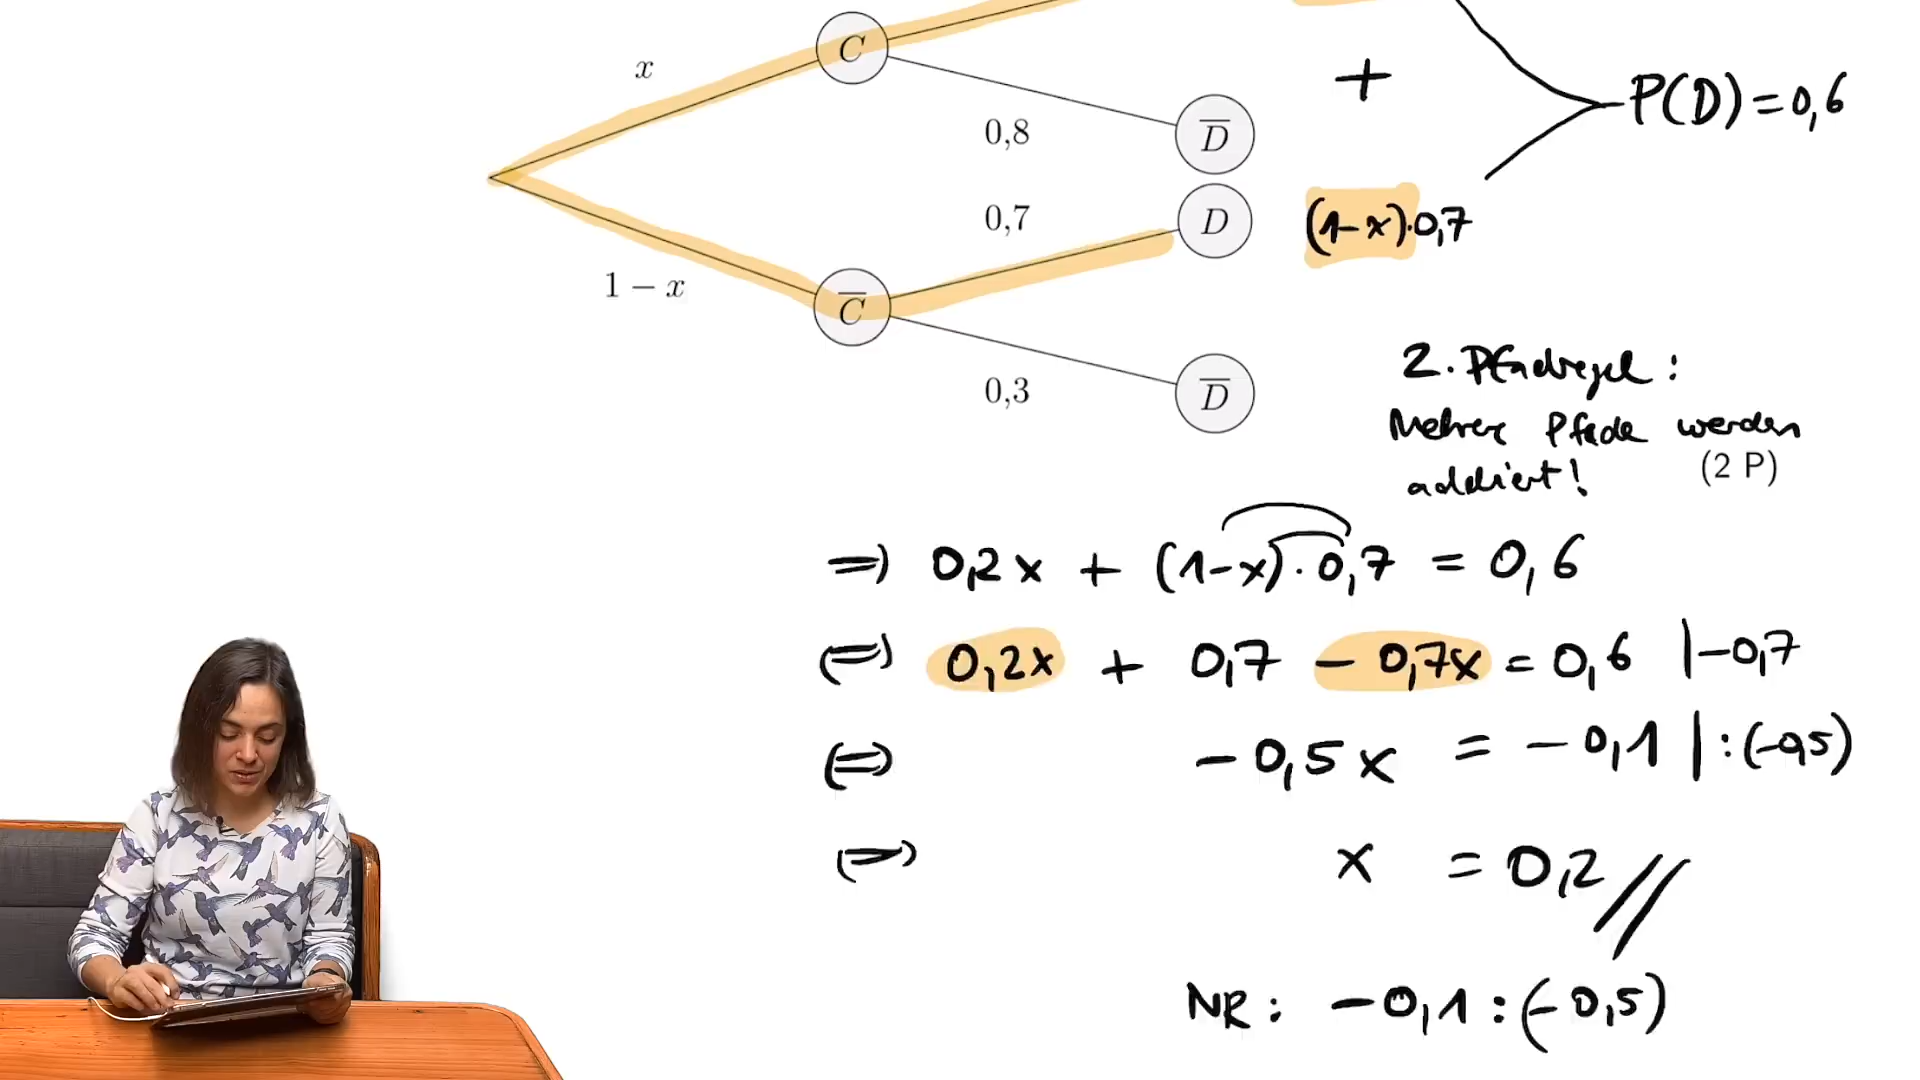 x
C
+
P(D) = 0,6
0,8
D̅
0,7
D
(1-x)·0,7
1 − x
C̅
0,3
D̅
2. Pfadregel:
Mehrere Pfade werden
addiert!
(2 P)
=> 0,2x + (1-x)·0,7 = 0,6
<=> 0,2x + 0,7 - 0,7x = 0,6 |-0,7
<=> -0,5x = -0,1 |:(-0,5)
<=> x = 0,2
NR: -0,1:(-0,5)